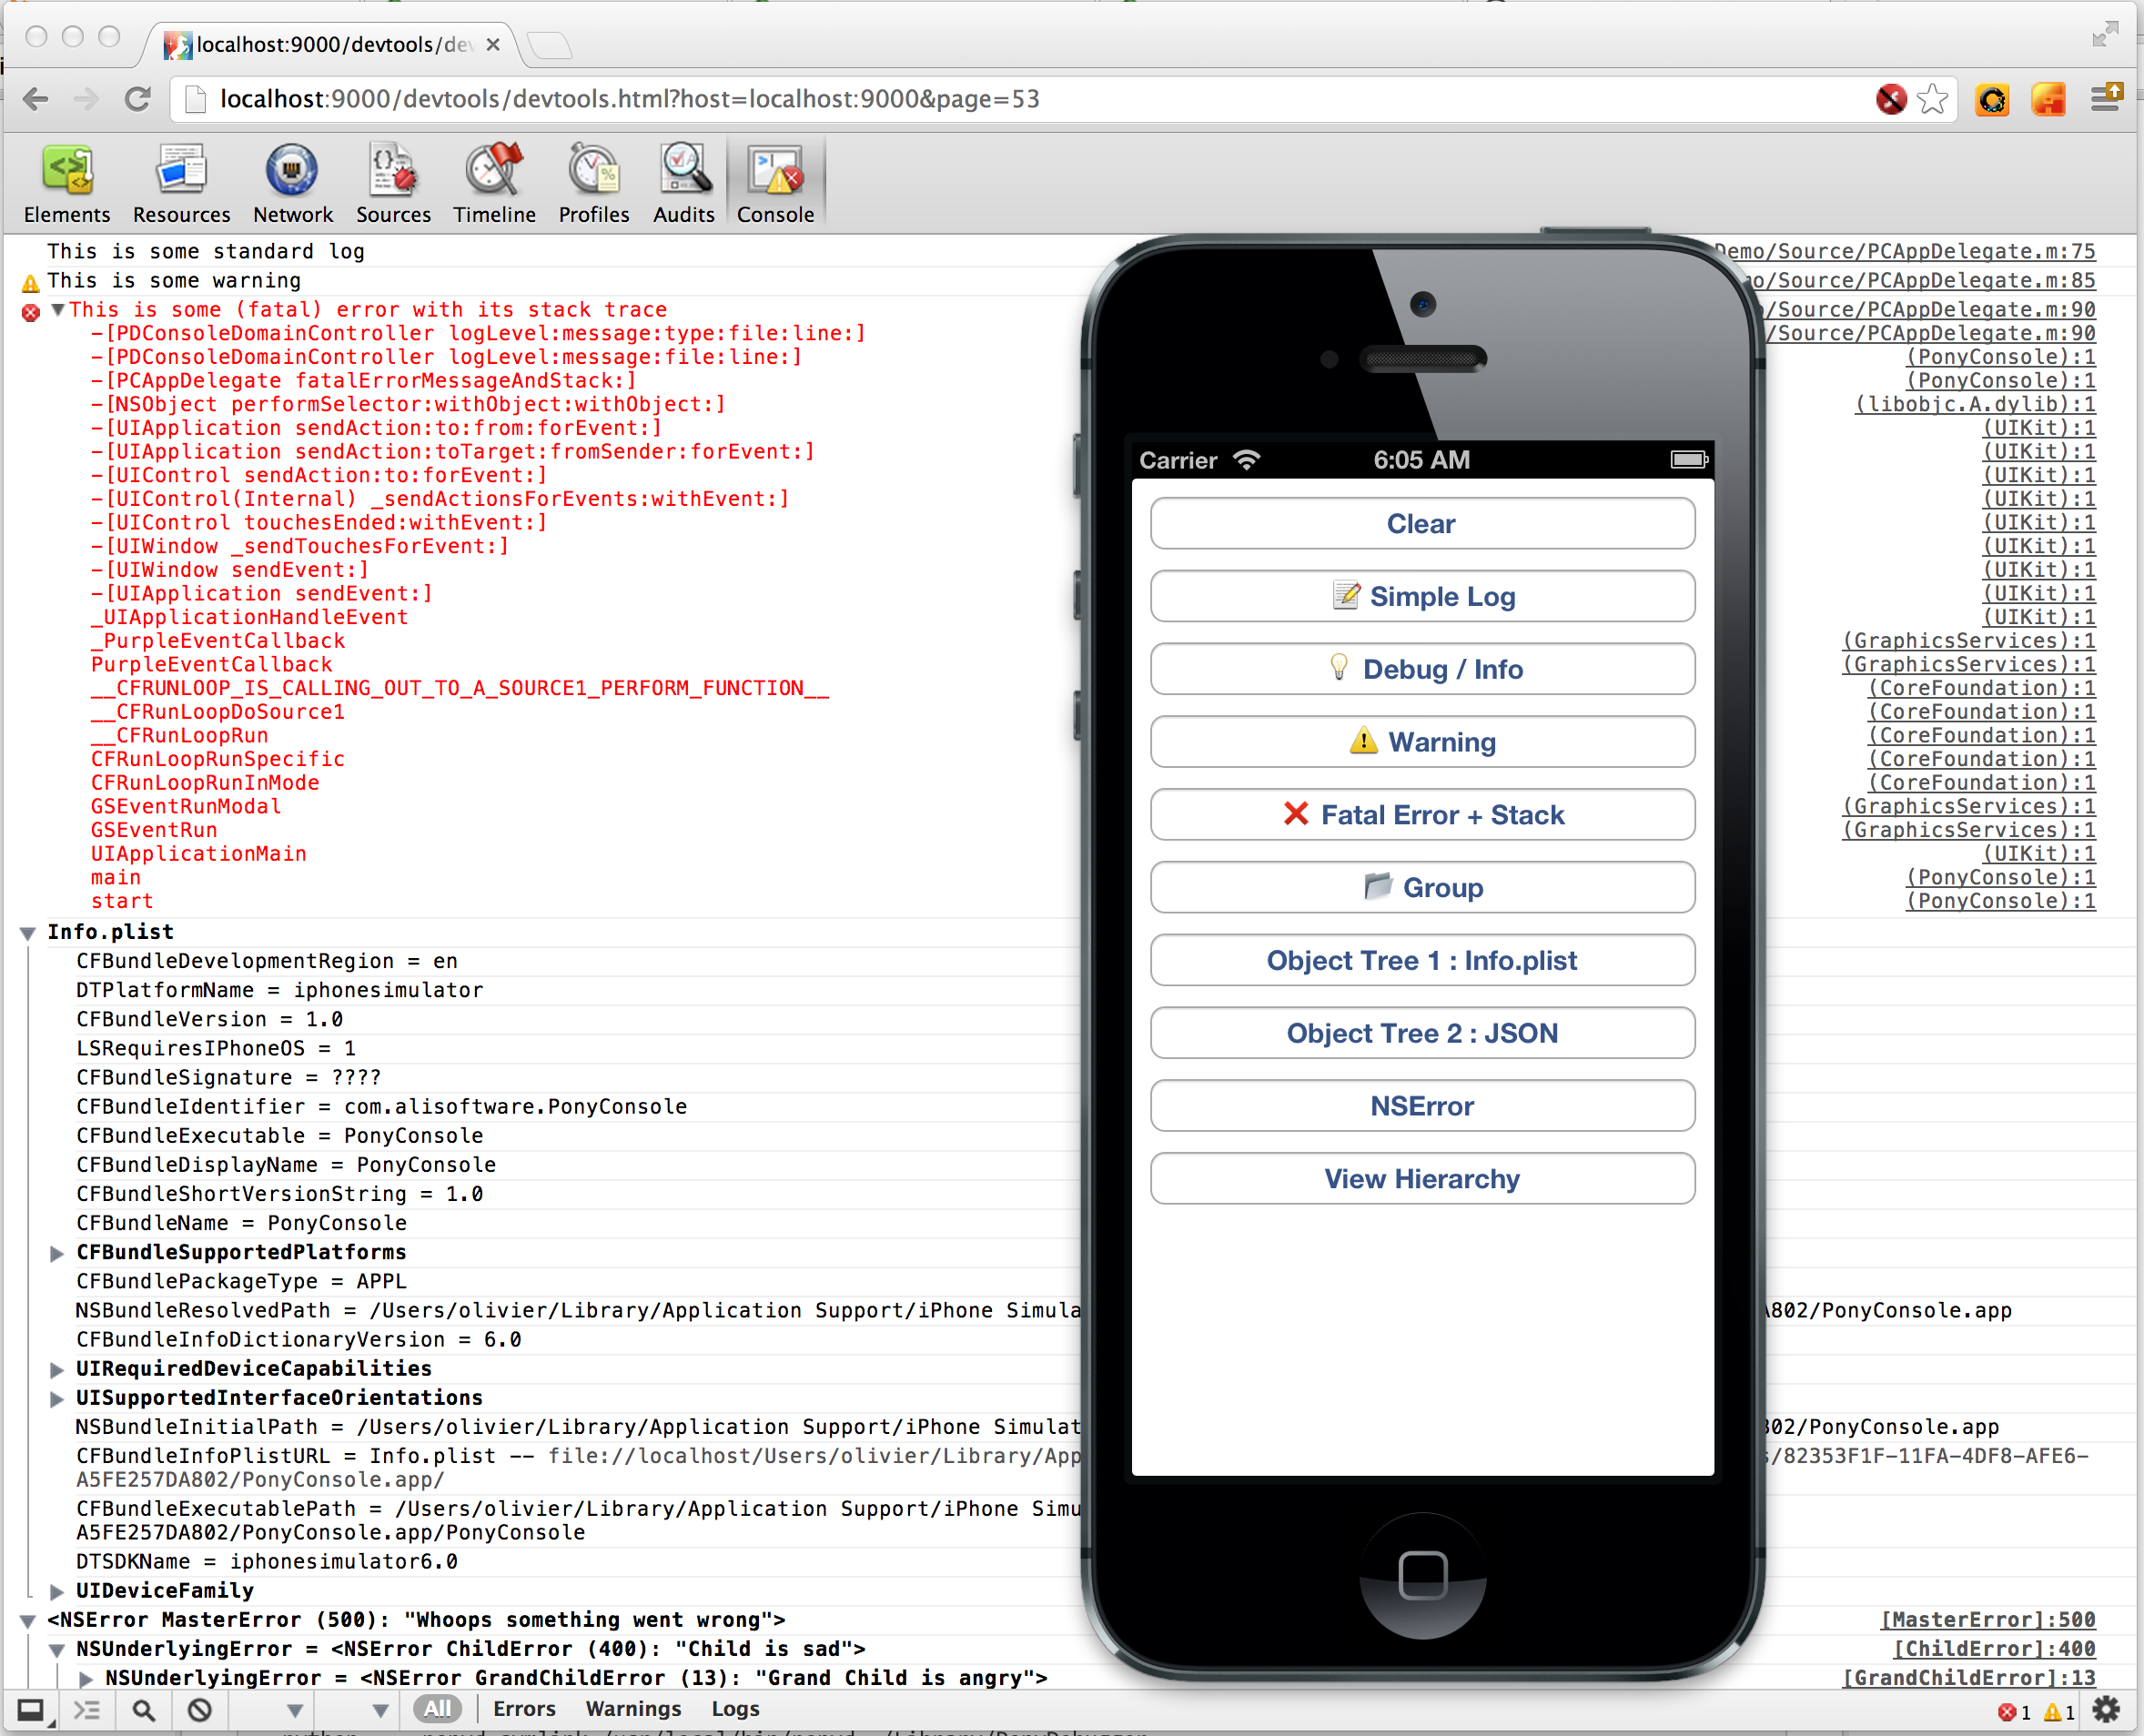 localhost:9000/devtools/dev
localhost:9000/devtools/devtools.html?host=localhost:9000&page=53
Elements Resources Network Sources Timeline Profiles Audits Console
This is some standard log Demo/Source/PCAppDelegate.m:75
This is some warning /Source/PCAppDelegate.m:85
This is some (fatal) error with its stack trace /Source/PCAppDelegate.m:90
-[PDConsoleDomainController logLevel:message:type:file:line:] /Source/PCAppDelegate.m:90
-[PDConsoleDomainController logLevel:message:file:line:] (PonyConsole):1
-[PCAppDelegate fatalErrorMessageAndStack:] (PonyConsole):1
-[NSObject performSelector:withObject:withObject:] (libobjc.A.dylib):1
-[UIApplication sendAction:to:from:forEvent:] (UIKit):1
-[UIApplication sendAction:toTarget:fromSender:forEvent:] (UIKit):1
-[UIControl sendAction:to:forEvent:] (UIKit):1
-[UIControl(Internal) _sendActionsForEvents:withEvent:] (UIKit):1
-[UIControl touchesEnded:withEvent:] (UIKit):1
-[UIWindow _sendTouchesForEvent:] (UIKit):1
-[UIWindow sendEvent:] (UIKit):1
-[UIApplication sendEvent:] (UIKit):1
_UIApplicationHandleEvent (UIKit):1
_PurpleEventCallback (GraphicsServices):1
PurpleEventCallback (GraphicsServices):1
__CFRUNLOOP_IS_CALLING_OUT_TO_A_SOURCE1_PERFORM_FUNCTION__ (CoreFoundation):1
__CFRunLoopDoSource1 (CoreFoundation):1
__CFRunLoopRun (CoreFoundation):1
CFRunLoopRunSpecific (CoreFoundation):1
CFRunLoopRunInMode (CoreFoundation):1
GSEventRunModal (GraphicsServices):1
GSEventRun (GraphicsServices):1
UIApplicationMain (UIKit):1
main (PonyConsole):1
start (PonyConsole):1
Info.plist
CFBundleDevelopmentRegion = en
DTPlatformName = iphonesimulator
CFBundleVersion = 1.0
LSRequiresIPhoneOS = 1
CFBundleSignature = ????
CFBundleIdentifier = com.alisoftware.PonyConsole
CFBundleExecutable = PonyConsole
CFBundleDisplayName = PonyConsole
CFBundleShortVersionString = 1.0
CFBundleName = PonyConsole
CFBundleSupportedPlatforms
CFBundlePackageType = APPL
NSBundleResolvedPath = /Users/olivier/Library/Application Support/iPhone Simula A802/PonyConsole.app
CFBundleInfoDictionaryVersion = 6.0
UIRequiredDeviceCapabilities
UISupportedInterfaceOrientations
NSBundleInitialPath = /Users/olivier/Library/Application Support/iPhone Simulat 802/PonyConsole.app
CFBundleInfoPlistURL = Info.plist -- file://localhost/Users/olivier/Library/App /82353F1F-11FA-4DF8-AFE6-
A5FE257DA802/PonyConsole.app/
CFBundleExecutablePath = /Users/olivier/Library/Application Support/iPhone Simu
A5FE257DA802/PonyConsole.app/PonyConsole
DTSDKName = iphonesimulator6.0
UIDeviceFamily
<NSError MasterError (500): "Whoops something went wrong"> [MasterError]:500
NSUnderlyingError = <NSError ChildError (400): "Child is sad"> [ChildError]:400
NSUnderlyingError = <NSError GrandChildError (13): "Grand Child is angry"> [GrandChildError]:13
All Errors Warnings Logs 1 1
Carrier 6:05 AM
Clear
Simple Log
Debug / Info
Warning
Fatal Error + Stack
Group
Object Tree 1 : Info.plist
Object Tree 2 : JSON
NSError
View Hierarchy